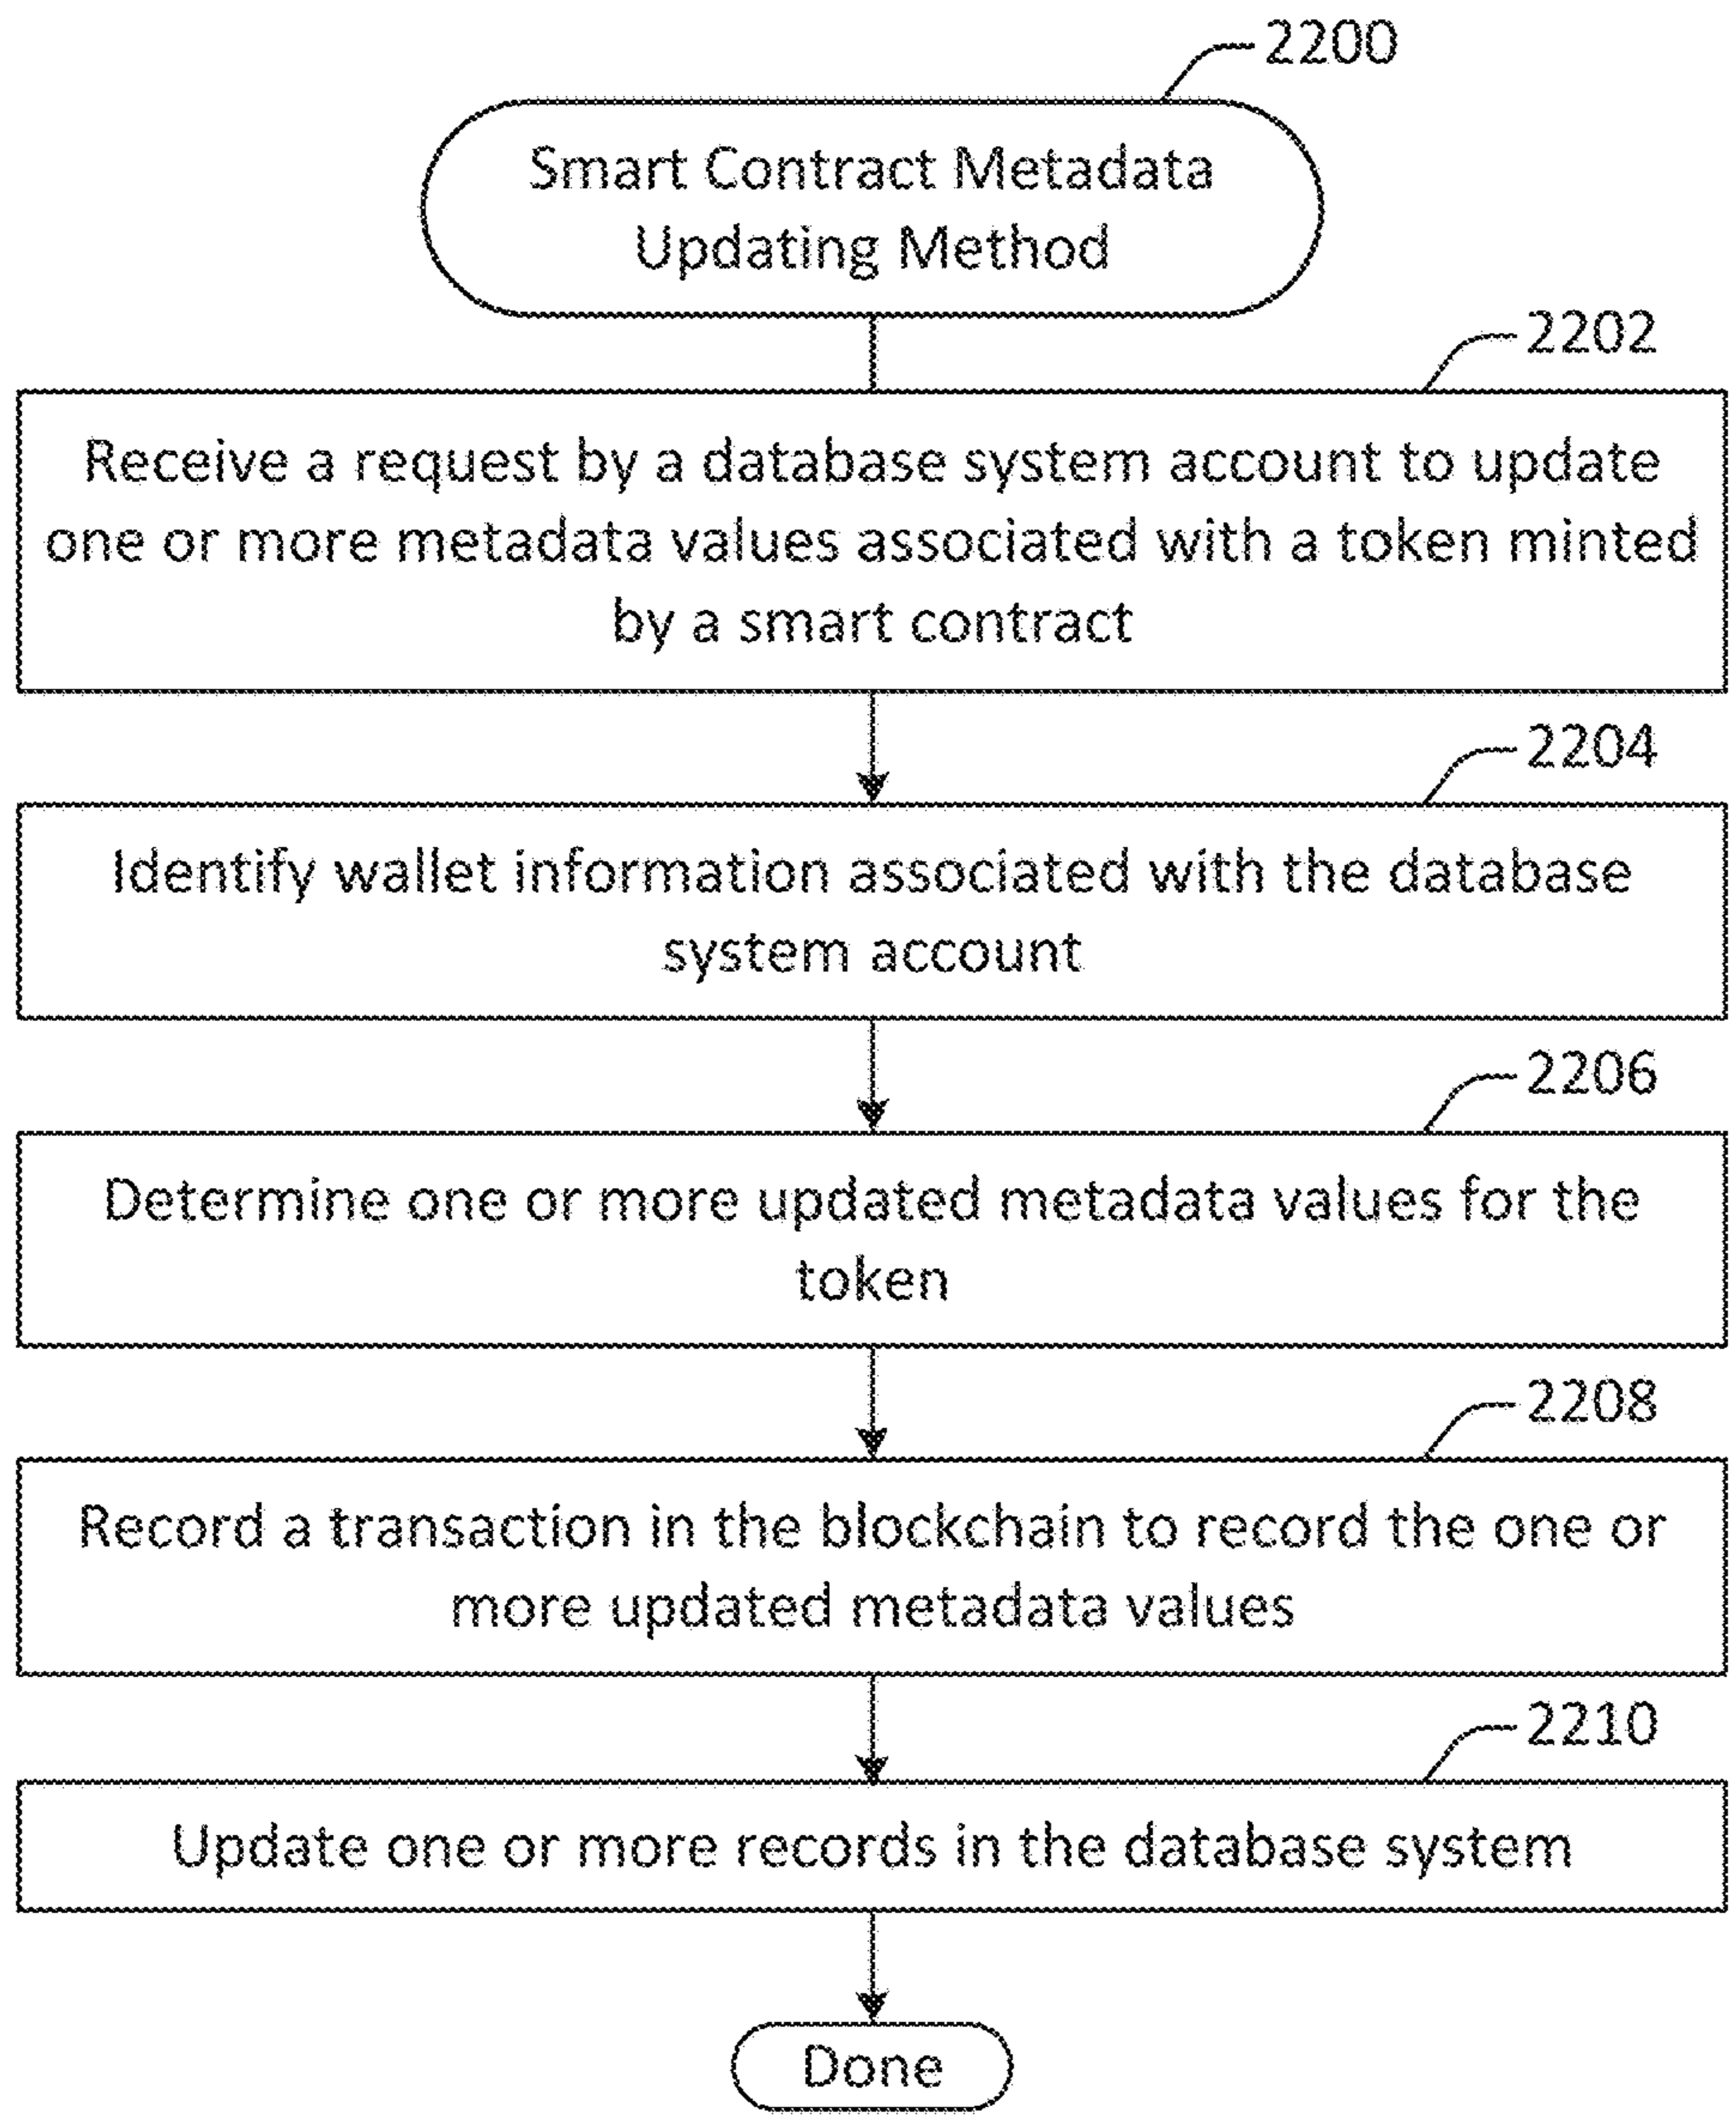 2200
Smart Contract Metadata
Updating Method
2202
Receive a request by a database system account to update
one or more metadata values associated with a token minted
by a smart contract
2204
Identify wallet information associated with the database
system account
2206
Determine one or more updated metadata values for the
token
2208
Record a transaction in the blockchain to record the one or
more updated metadata values
2210
Update one or more records in the database system
Done